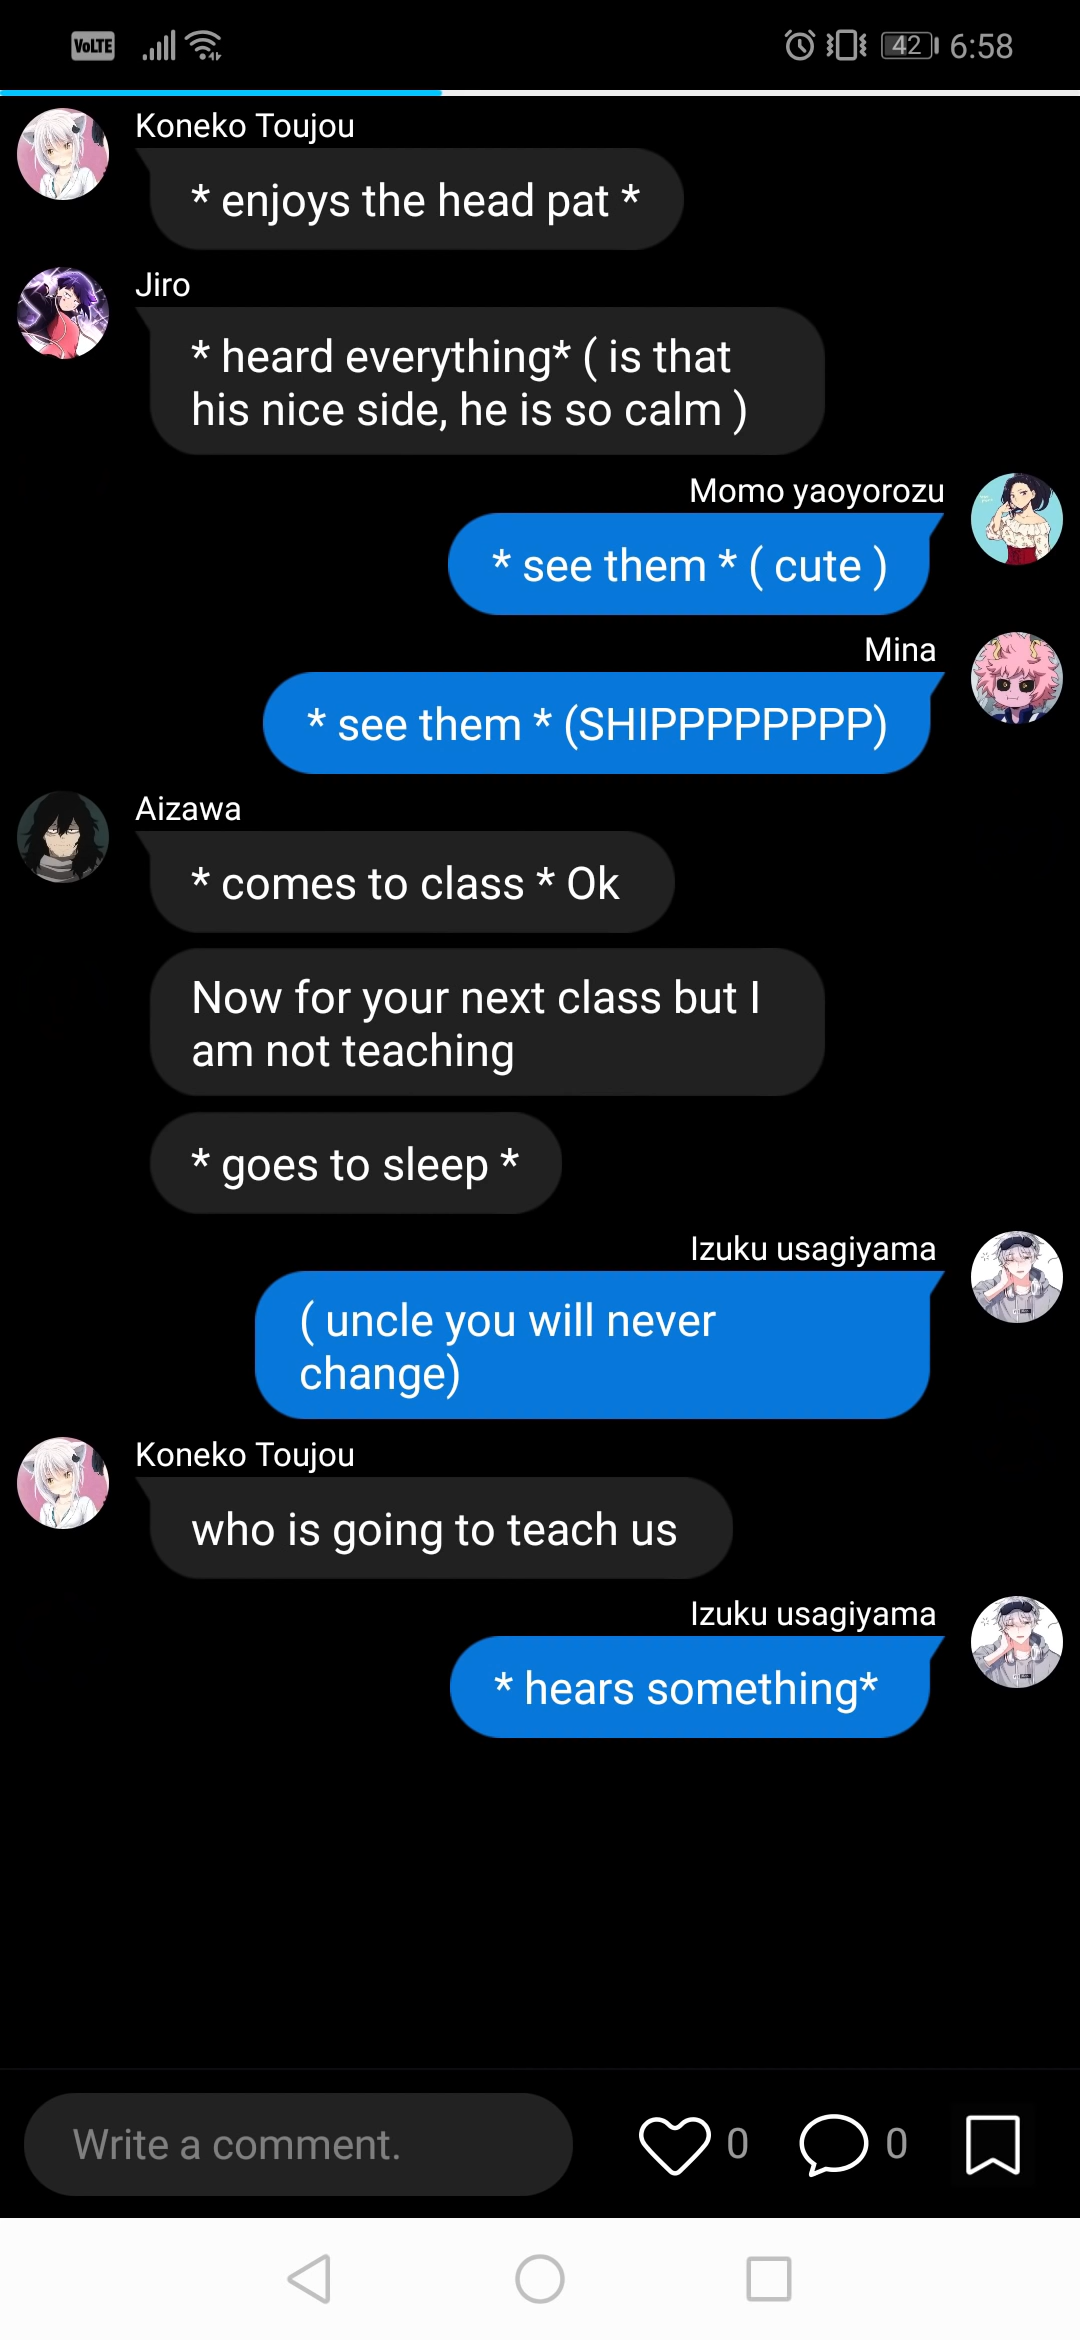 VoLTE
42 6:58
Koneko Toujou
* enjoys the head pat *
Jiro
* heard everything* ( is that
his nice side, he is so calm )
Momo yaoyorozu
* see them * ( cute )
Mina
* see them * (SHIPPPPPPPP)
Aizawa
* comes to class * Ok
Now for your next class but I
am not teaching
* goes to sleep *
Izuku usagiyama
( uncle you will never
change)
Koneko Toujou
who is going to teach us
Izuku usagiyama
* hears something*
Write a comment.
0
0